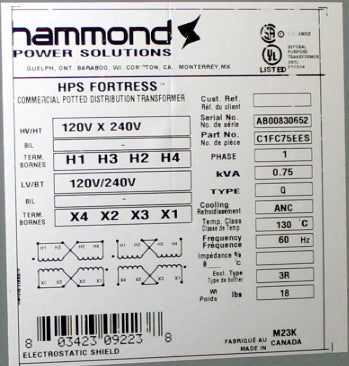 hammond
POWER SOLUTIONS
GUELPH, ONT. BARABOO, WI. COMPTON, CA. MONTERREY, MX.
LISTED
HPS FORTRESS™
COMMERCIAL POTTED DISTRIBUTION TRANSFORMER
Cust. Ref.
Réf. du client
Serial No. AB00830652
No. de série
Part No. C1FC75EES
No. de pièce
PHASE 1
kVA 0.75
TYPE Q
Cooling ANC
Refroidissement
Temp. Class 130 °C
Classe de Temp.
Frequency 60 Hz
Fréquence
Impédance %
Encl. Type 3R
Type de boîtier
Wt. lbs 18
Poids
HV/HT 120V X 240V
BIL -
TERM. H1 H3 H2 H4
BORNES
LV/BT 120V/240V
BIL -
TERM. X4 X2 X3 X1
BORNES
8 03423 09223 8
ELECTROSTATIC SHIELD
M23K
FABRIQUÉ AU
MADE IN CANADA